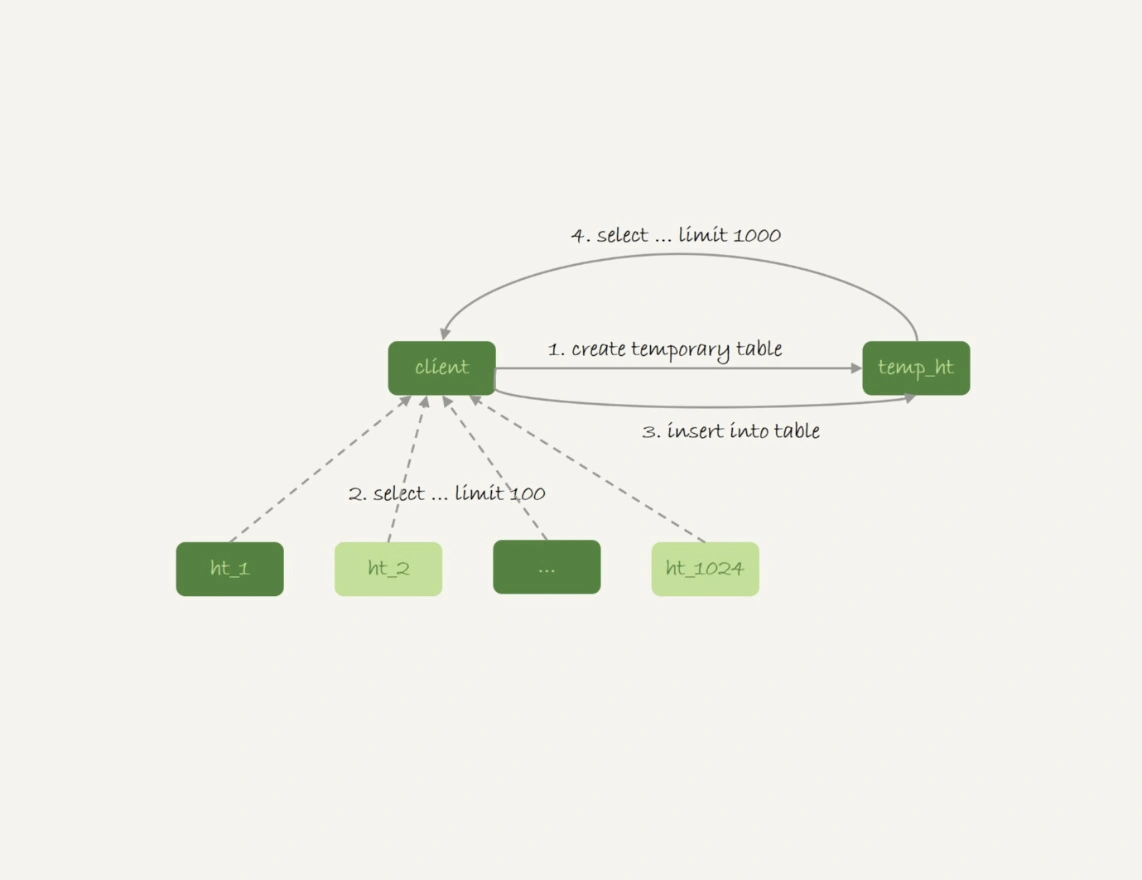 4. select ... limit 1000
1. create temporary table
client
temp_ht
3. insert into table
2. select ... limit 100
ht_1
ht_2
...
ht_1024